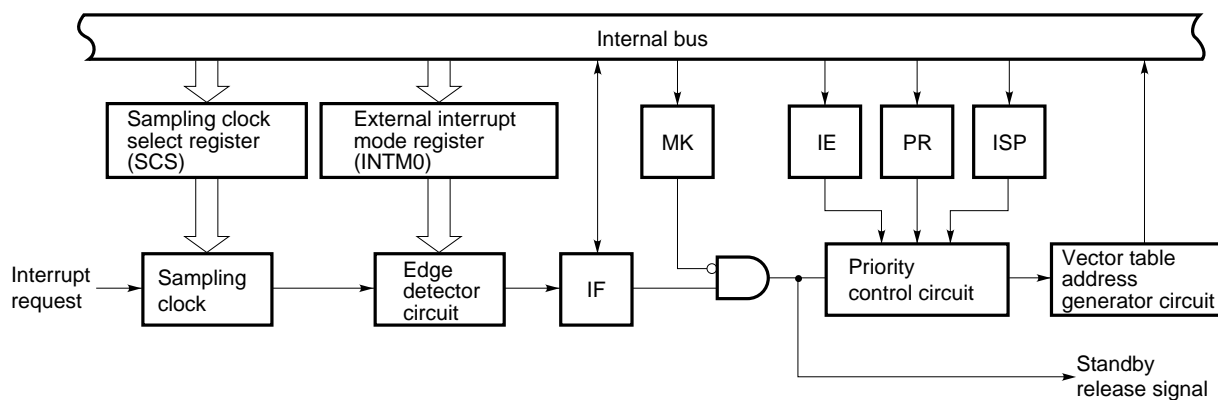 Internal bus
Sampling clock
select register
(SCS)
External interrupt
mode register
(INTM0)
MK
IE
PR
ISP
Interrupt
request
Sampling
clock
Edge
detector
circuit
IF
Priority
control circuit
Vector table
address
generator circuit
Standby
release signal